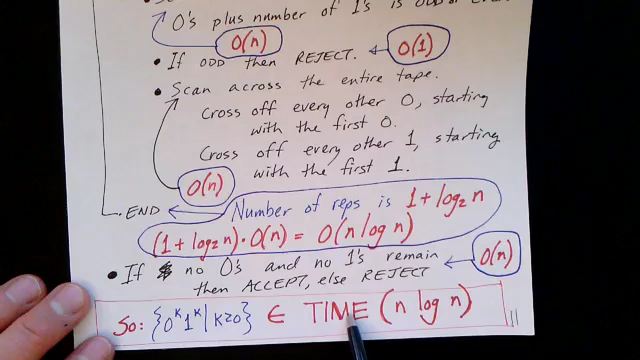 0's plus number of 1's is ODD or Even
O(n)
• If ODD then REJECT. O(1)
• Scan across the entire tape.
Cross off every other 0, starting
with the first 0.
Cross off every other 1, starting
with the first 1.
O(n)
END
Number of reps is 1 + log₂ n
(1 + log₂ n) · O(n) = O(n log n)
• If no 0's and no 1's remain O(n)
then ACCEPT, else REJECT
So: {0ᴷ1ᴷ | K≥0} ∈ TIME (n log n)
11